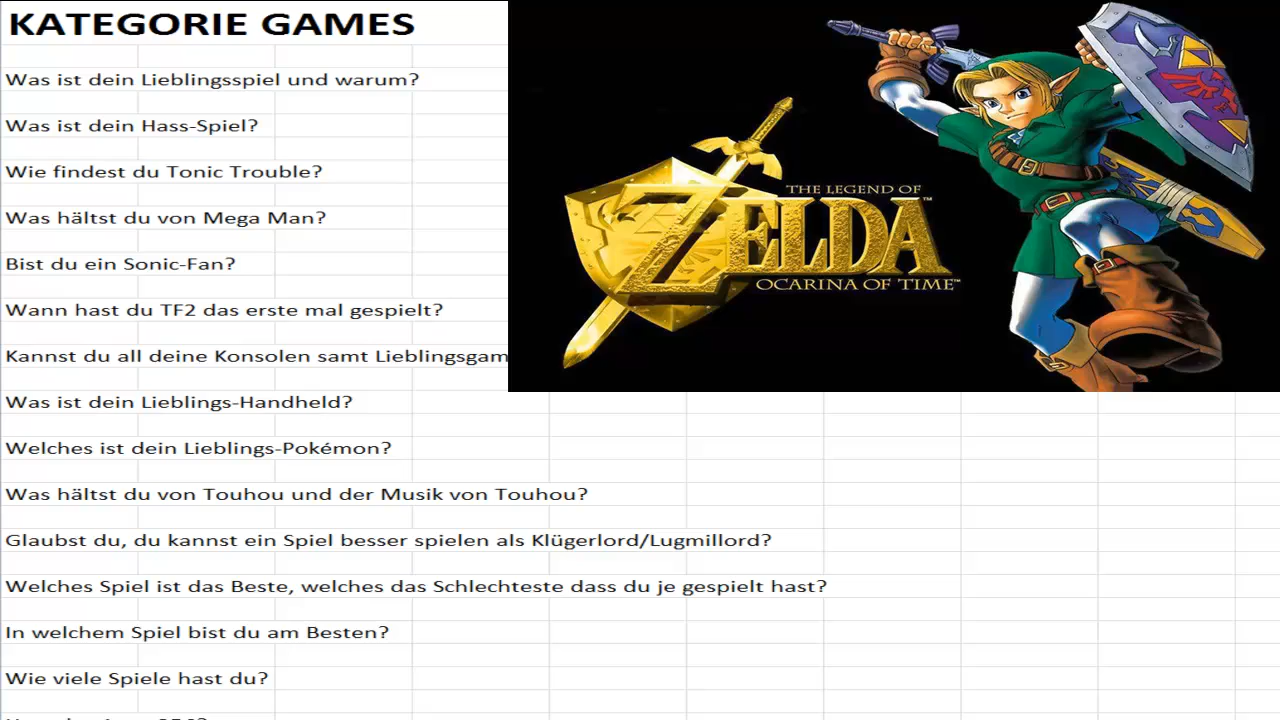 KATEGORIE GAMES
Was ist dein Lieblingsspiel und warum?
Was ist dein Hass-Spiel?
Wie findest du Tonic Trouble?
Was hältst du von Mega Man?
Bist du ein Sonic-Fan?
Wann hast du TF2 das erste mal gespielt?
Kannst du all deine Konsolen samt Lieblingsgam
Was ist dein Lieblings-Handheld?
Welches ist dein Lieblings-Pokémon?
Was hältst du von Touhou und der Musik von Touhou?
Glaubst du, du kannst ein Spiel besser spielen als Klügerlord/Lugmillord?
Welches Spiel ist das Beste, welches das Schlechteste dass du je gespielt hast?
In welchem Spiel bist du am Besten?
Wie viele Spiele hast du?
THE LEGEND OF
ZELDA™
OCARINA OF TIME™